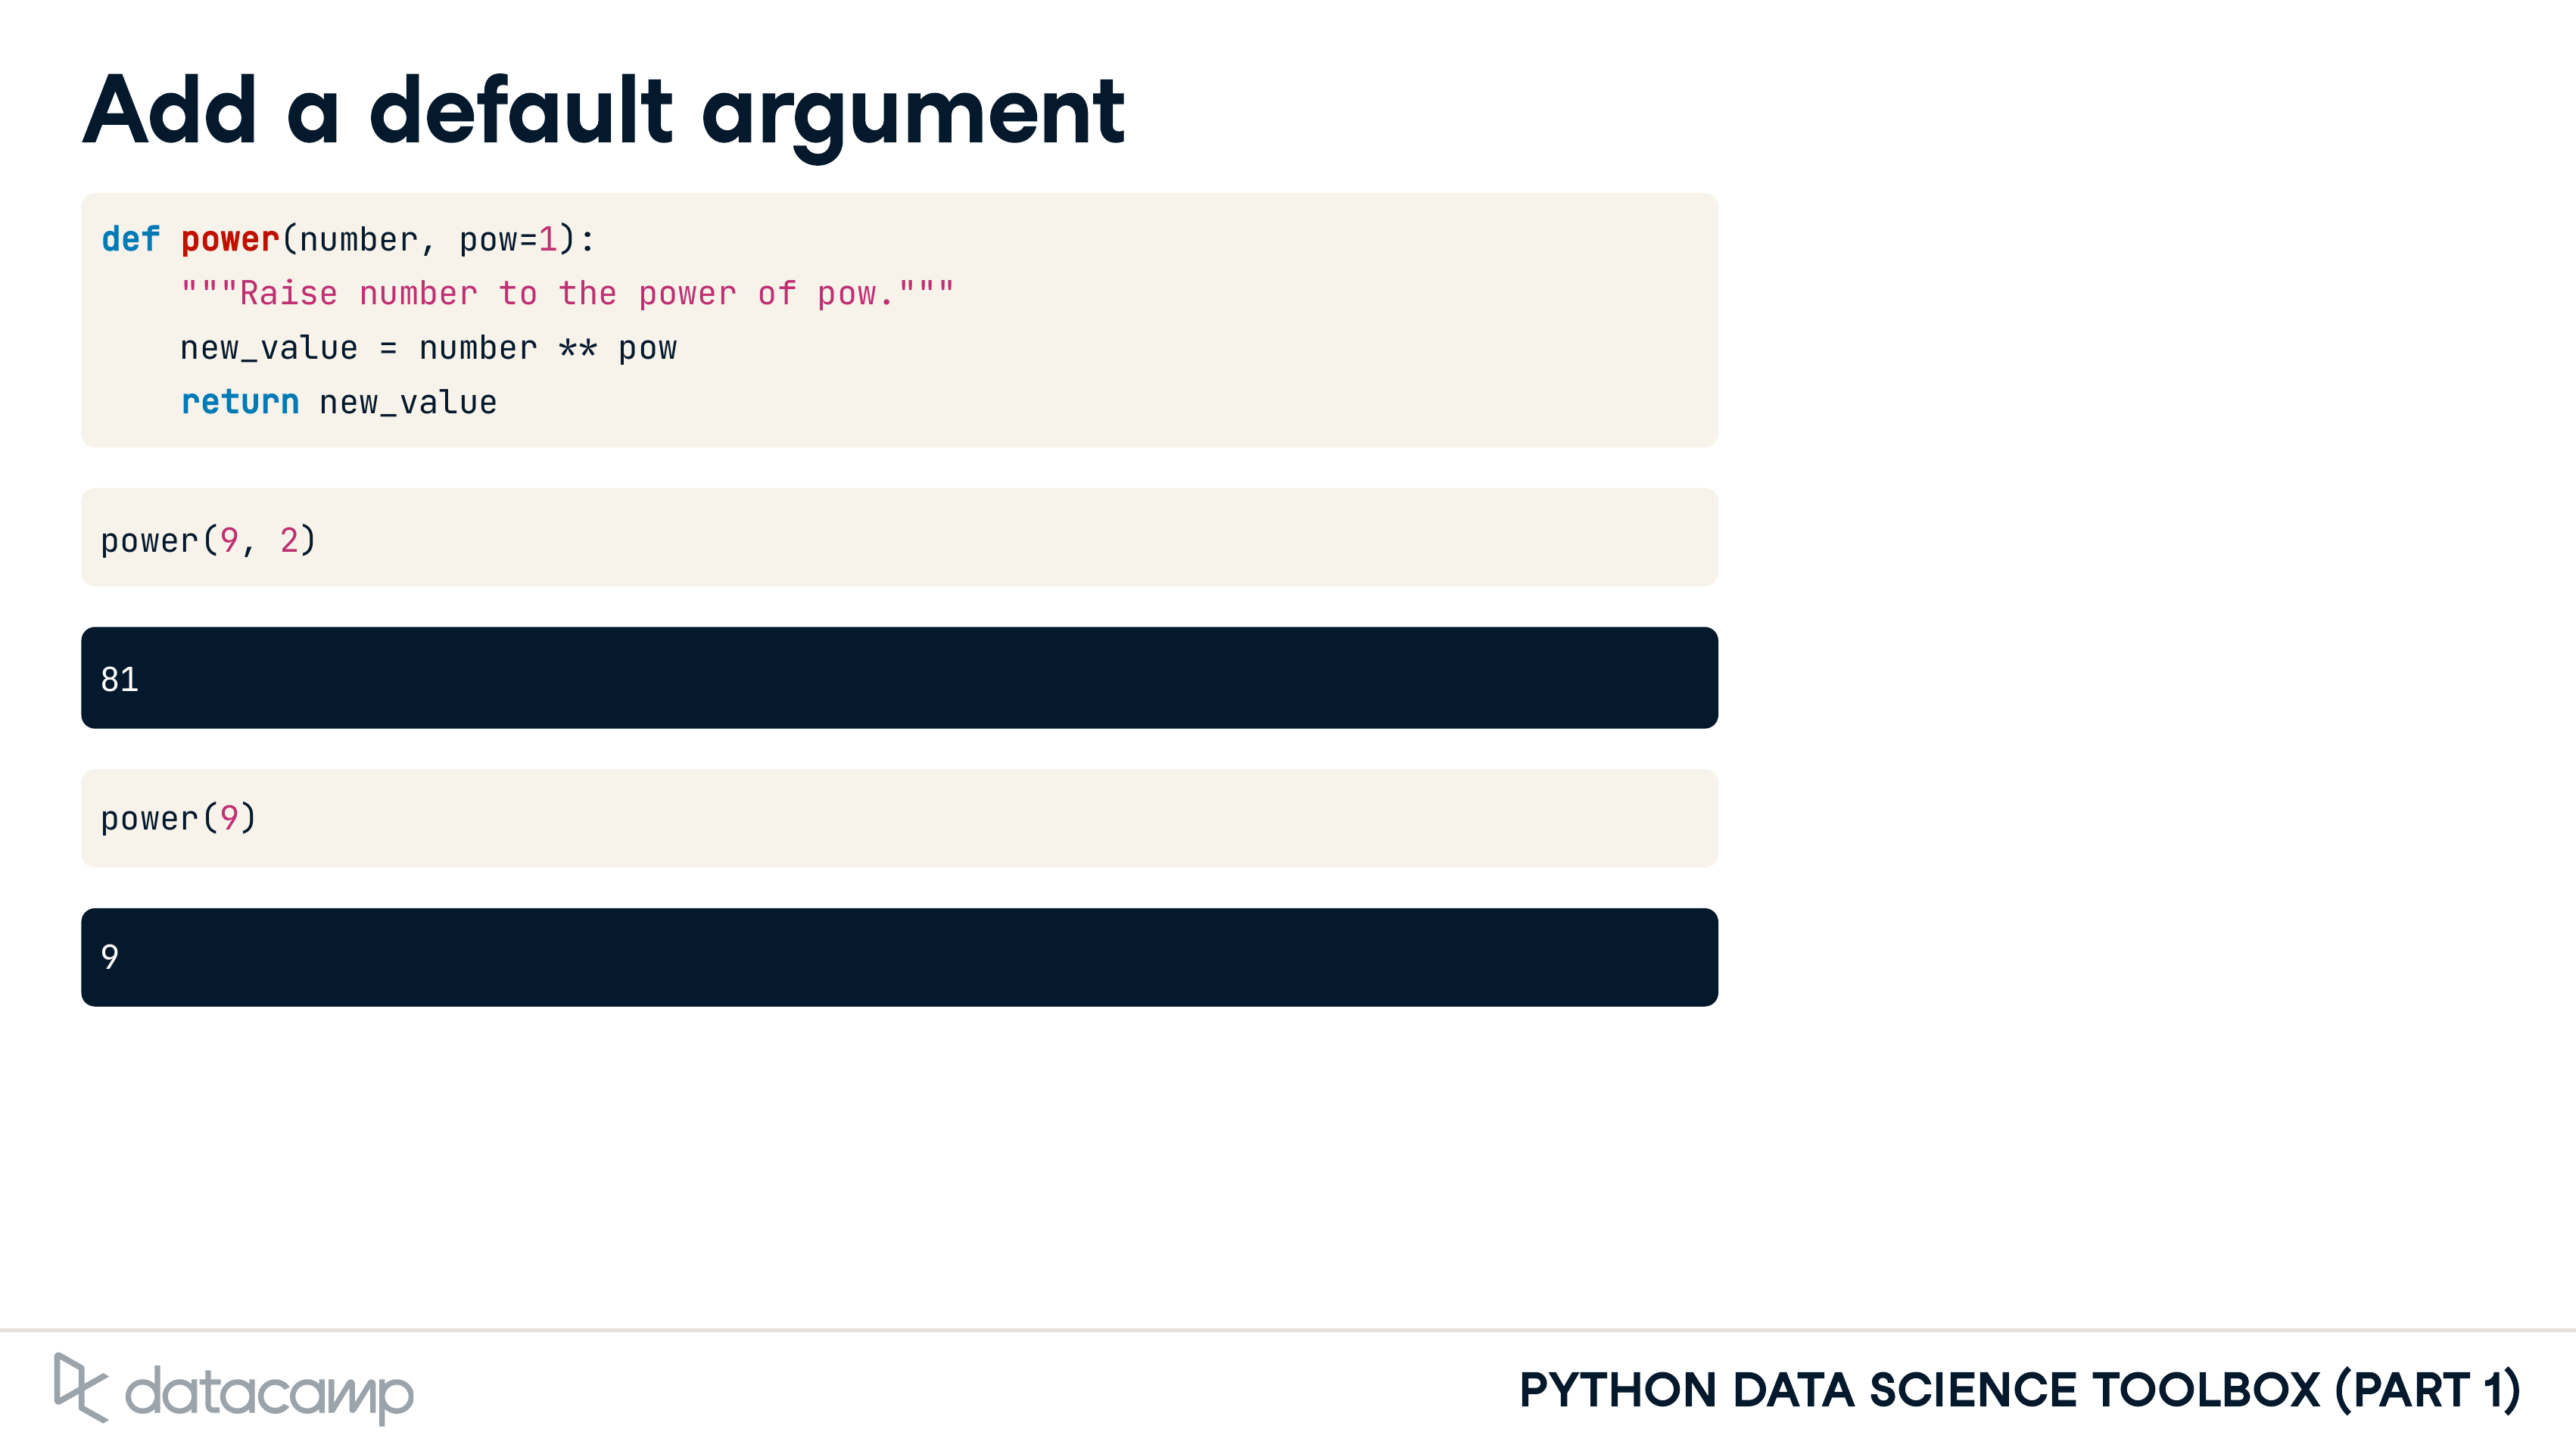 Add a default argument
def power(number, pow=1):
    """Raise number to the power of pow."""
    new_value = number ** pow
    return new_value
power(9, 2)
81
power(9)
9
datacamp
PYTHON DATA SCIENCE TOOLBOX (PART 1)